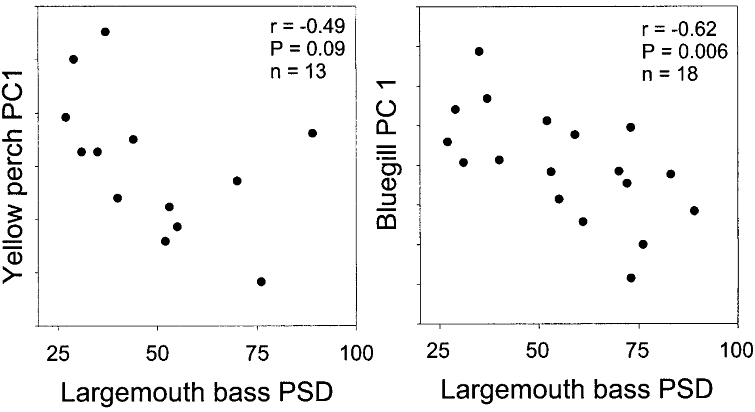 Yellow perch PC1
r = -0.49
P = 0.09
n = 13
25 50 75 100
Largemouth bass PSD
Bluegill PC 1
r = -0.62
P = 0.006
n = 18
25 50 75 100
Largemouth bass PSD